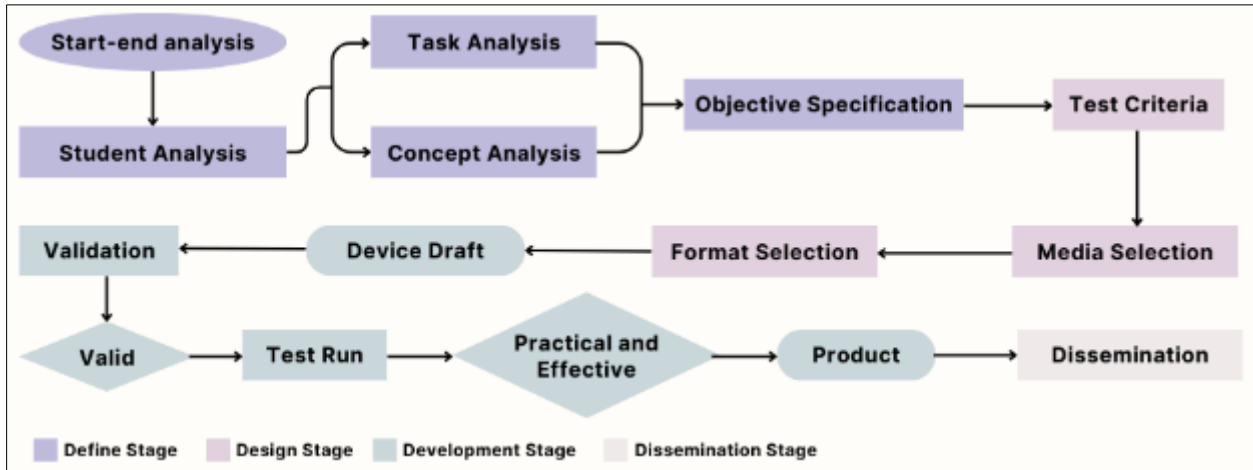 Start-end analysis
Task Analysis
Student Analysis
Concept Analysis
Objective Specification
Test Criteria
Validation
Device Draft
Format Selection
Media Selection
Valid
Test Run
Practical and
Effective
Product
Dissemination
Define Stage
Design Stage
Development Stage
Dissemination Stage